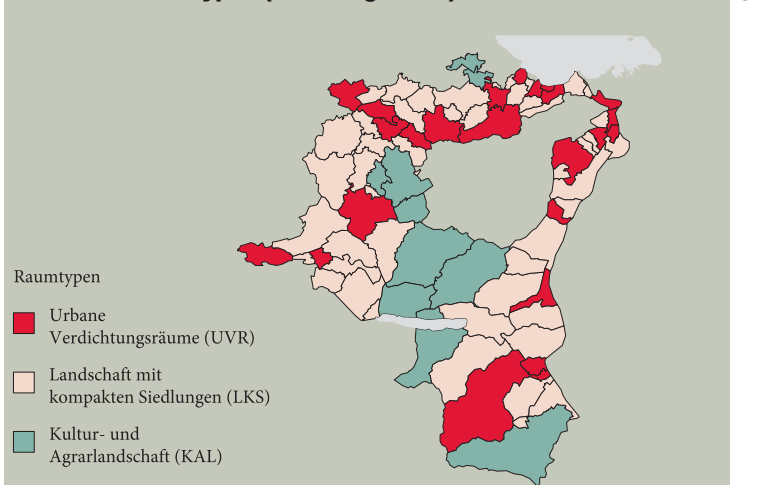 Raumtypen
Urbane
Verdichtungsräume (UVR)
Landschaft mit
kompakten Siedlungen (LKS)
Kultur- und
Agrarlandschaft (KAL)